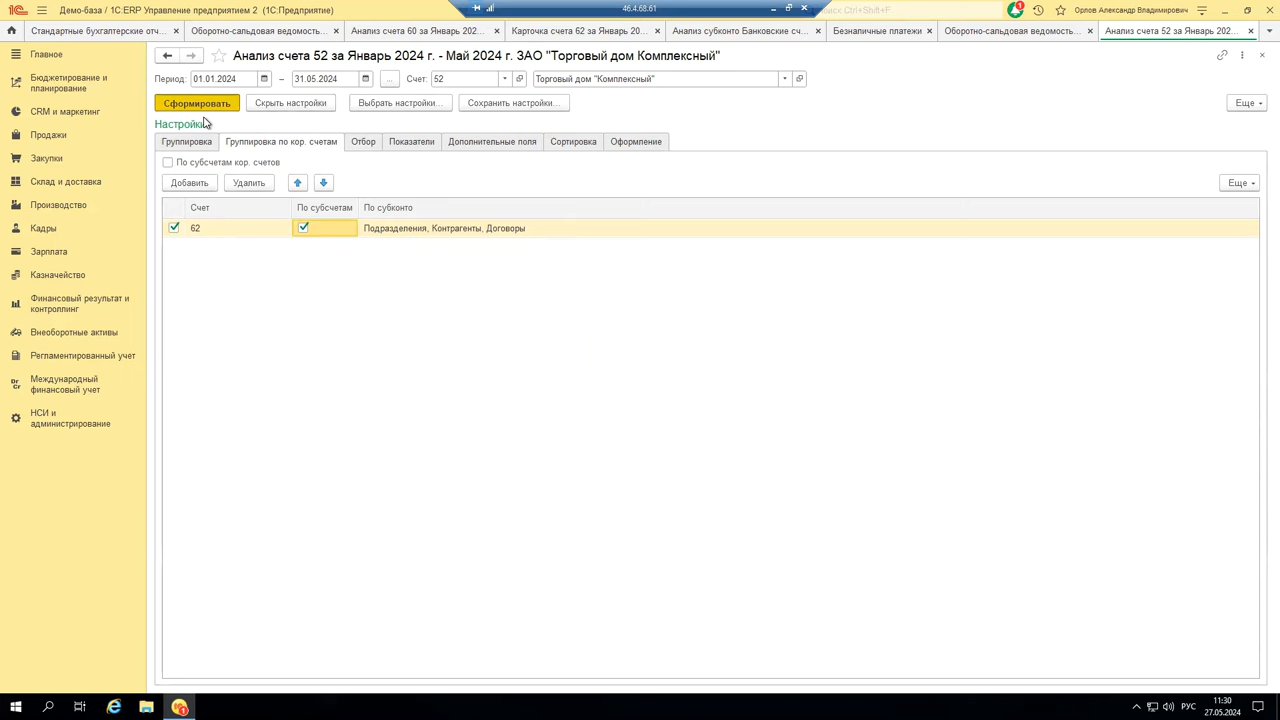 46.4.68.61
Демо-база / 1С:ERP Управление предприятием 2 (1С:Предприятие)
поиск Ctrl+Shift+F
1
Орлов Александр Владимирович
Стандартные бухгалтерские отч...
Оборотно-сальдовая ведомость...
Анализ счета 60 за Январь 202...
Карточка счета 62 за Январь 20...
Анализ субконто Банковские сч...
Безналичные платежи
Оборотно-сальдовая ведомость...
Анализ счета 52 за Январь 202...
Главное
Бюджетирование и
планирование
CRM и маркетинг
Продажи
Закупки
Склад и доставка
Производство
Кадры
Зарплата
Казначейство
Финансовый результат и
контроллинг
Внеоборотные активы
Регламентированный учет
Международный
финансовый учет
НСИ и
администрирование
Анализ счета 52 за Январь 2024 г. - Май 2024 г. ЗАО "Торговый дом Комплексный"
Период: 01.01.2024 – 31.05.2024 ... Счет: 52 Торговый дом "Комплексный"
Сформировать Скрыть настройки Выбрать настройки... Сохранить настройки... Еще
Настройки
Группировка Группировка по кор. счетам Отбор Показатели Дополнительные поля Сортировка Оформление
По субсчетам кор. счетов
Добавить Удалить Еще
Счет По субсчетам По субконто
62 Подразделения, Контрагенты, Договоры
РУС
11:30
27.05.2024